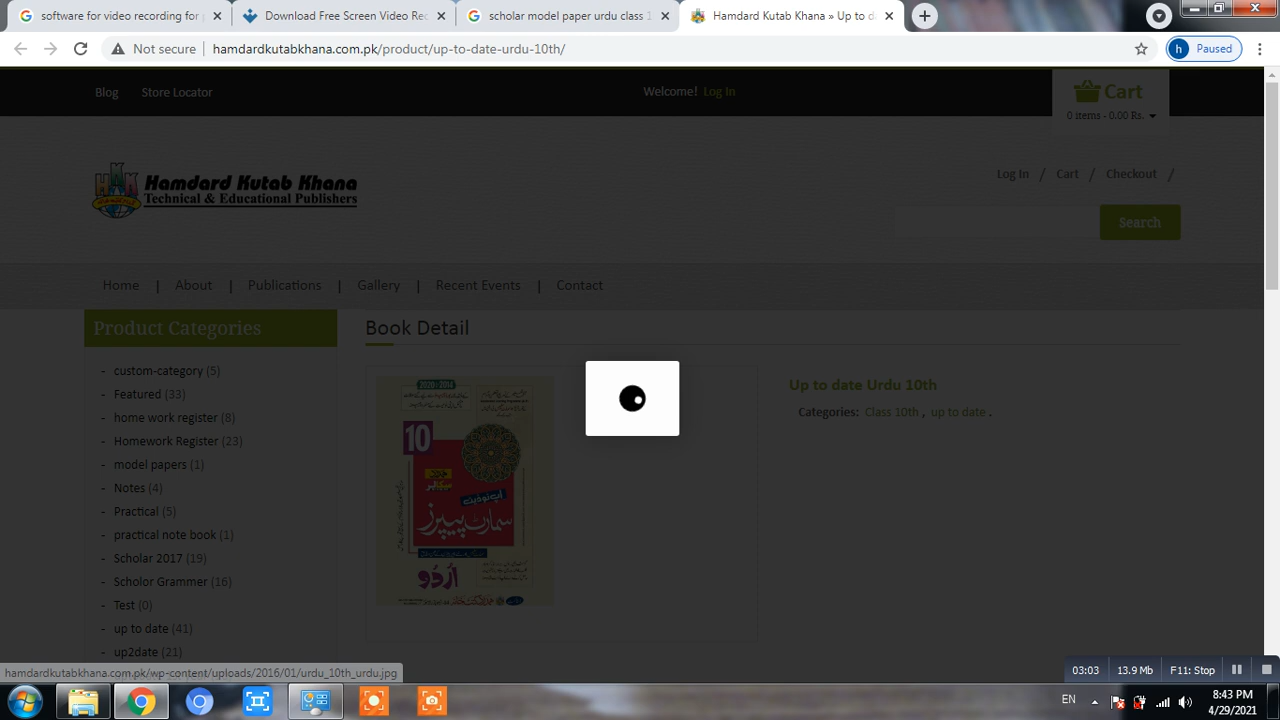 software for video recording for
Download Free Screen Video Re
scholar model paper urdu class 1
Hamdard Kutab Khana » Up to d
Not secure
hamdardkutabkhana.com.pk/product/up-to-date-urdu-10th/
h Paused
Blog
Store Locator
Welcome! Log In
Cart
0 items - 0.00 Rs.
Hamdard Kutab Khana
Technical & Educational Publishers
Log In / Cart / Checkout /
Search
Home | About | Publications | Gallery | Recent Events | Contact
Product Categories
- custom-category (5)
- Featured (33)
- home work register (8)
- Homework Register (23)
- model papers (1)
- Notes (4)
- Practical (5)
- practical note book (1)
- Scholar 2017 (19)
- Scholor Grammer (16)
- Test (0)
- up to date (41)
- up2date (21)
Book Detail
10
اپ ٹو ڈیٹ
سمارٹ پیپرز
اُردُو
Up to date Urdu 10th
Categories: Class 10th , up to date .
hamdardkutabkhana.com.pk/wp-content/uploads/2016/01/urdu_10th_urdu.jpg
03:03
13.9 Mb
F11: Stop
EN
8:43 PM
4/29/2021